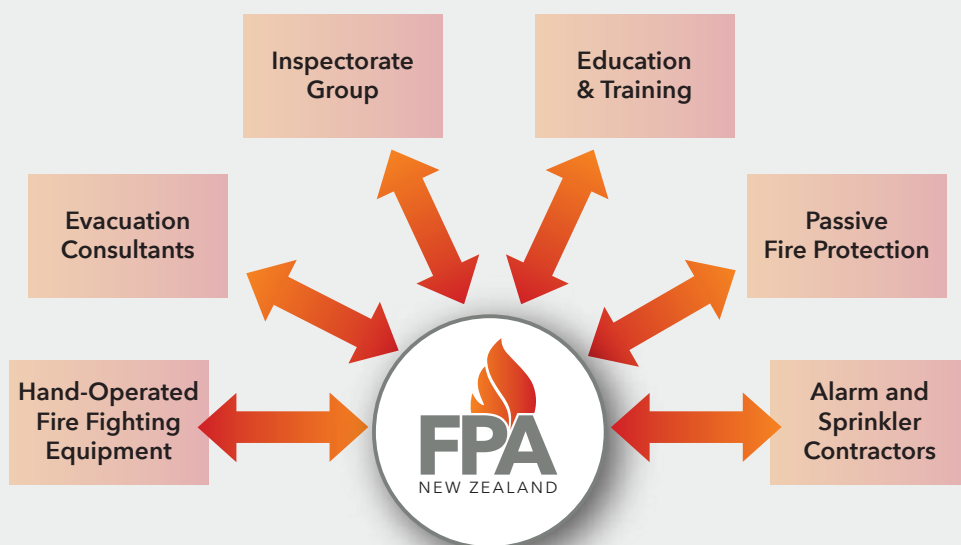 Inspectorate
Group
Education
& Training
Evacuation
Consultants
Passive
Fire Protection
Hand-Operated
Fire Fighting
Equipment
Alarm and
Sprinkler
Contractors
FPA
NEW ZEALAND